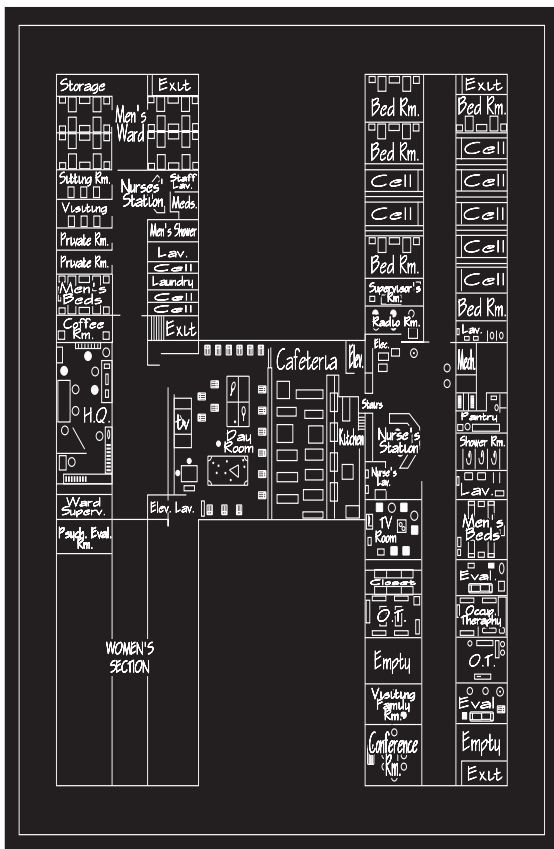 Storage
Exit
Men's
Ward
Sitting Rm.
Nurses'
Station
Staff
Lav.
Visiting
Meds.
Private Rm.
Men's Shower
Private Rm.
Lav.
Cell
Men's
Beds
Laundry
Cell
Cell
Coffee
Rm.
Exit
H.Q.
Ward
Superv.
Psych. Eval.
Rm.
WOMEN'S
SECTION
tv
Day
Room
Elev. Lav.
Cafeteria
Elev.
Kitchen
Stairs
Bed Rm.
Bed Rm.
Cell
Cell
Bed Rm.
Supervisor's
Rm.
Radio Rm.
Elec.
Nurse's
Station
Nurse's
Lav.
TV
Room
Closet
O.T.
Empty
Visiting
Family
Rm.
Conference
Rm.
Exit
Bed Rm.
Cell
Cell
Cell
Cell
Bed Rm.
Lav.
Mech.
Pantry
Shower Rm.
Lav.
Men's
Beds
Eval.
Occup.
Theraphy
O.T.
Eval
Empty
Exit